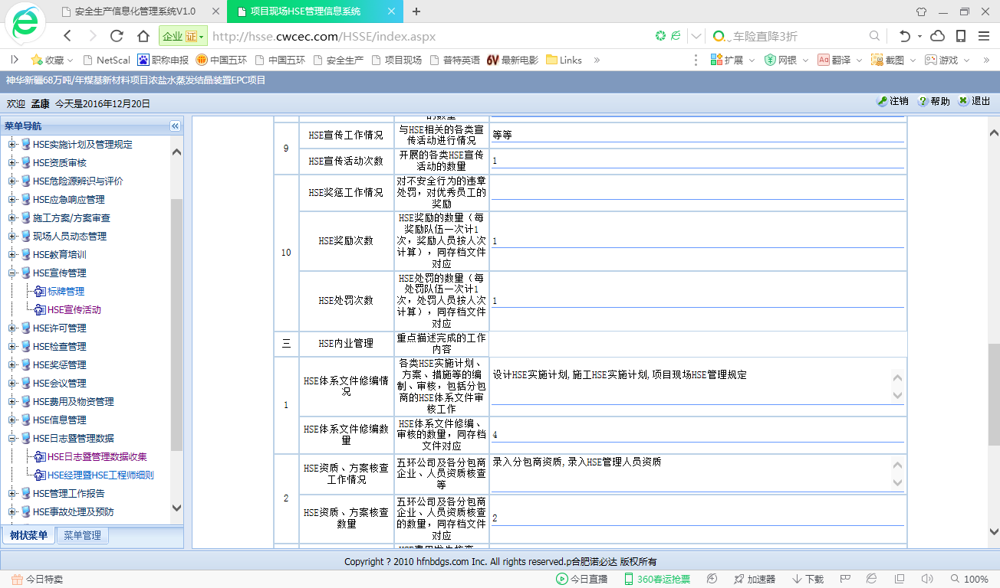 安全生产信息化管理系统V1.0
项目现场HSE管理信息系统
企业 证
http://hsse.cwcec.com/HSSE/index.aspx
车险直降3折
收藏 NetScal 职称申报 中国五环 中国五环 安全生产 项目现场 普特英语 6V 最新电影 Links
扩展 网银 Aa 翻译 截图 游戏
神华新疆68万吨/年煤基新材料项目浓盐水蒸发结晶装置EPC项目
欢迎 孟康 今天是2016年12月20日
注销 帮助 退出
菜单导航
HSE实施计划及管理规定
HSE资质审核
HSE危险源辨识与评价
HSE应急响应管理
施工方案/方案审查
现场人员动态管理
HSE教育培训
HSE宣传管理
标牌管理
HSE宣传活动
HSE许可管理
HSE检查管理
HSE奖惩管理
HSE会议管理
HSE费用及物资管理
HSE信息管理
HSE日志暨管理数据
HSE日志暨管理数据收集
HSE经理暨HSE工程师细则
HSE管理工作报告
HSE事故处理及预防
树状菜单 菜单管理
的数量
9
HSE宣传工作情况
与HSE相关的各类宣
传活动进行情况
等等
HSE宣传活动次数
开展的各类HSE宣传
活动的数量
1
10
HSE奖惩工作情况
对不安全行为的违章
处罚，对优秀员工的
奖励
HSE奖励次数
HSE奖励的数量（每
奖励队伍一次计1
次，奖励人员按人次
计算），同存档文件
对应
1
HSE处罚次数
HSE处罚的数量（每
处罚队伍一次计1
次，处罚人员按人次
计算），同存档文件
对应
1
三
HSE内业管理
重点描述完成的工作
内容
1
HSE体系文件修编情
况
各类HSE实施计划、
方案、措施等的编
制、审核，包括分包
商的HSE体系文件审
核工作
设计HSE实施计划,施工HSE实施计划,项目现场HSE管理规定
HSE体系文件修编数
量
HSE体系文件修编、
审核的数量，同存档
文件对应
4
2
HSE资质、方案核查
工作情况
五环公司及各分包商
企业、人员资质核查
等
录入分包商资质,录入HSE管理人员资质
HSE资质、方案核查
数量
五环公司及各分包商
企业、人员资质核查
的数量，同存档文件
对应
2
Copyright ? 2010 hfnbdgs.com Inc. All rights reserved.p合肥诺必达 版权所有
今日特卖
今日直播 360春运抢票 加速器 下载 100%